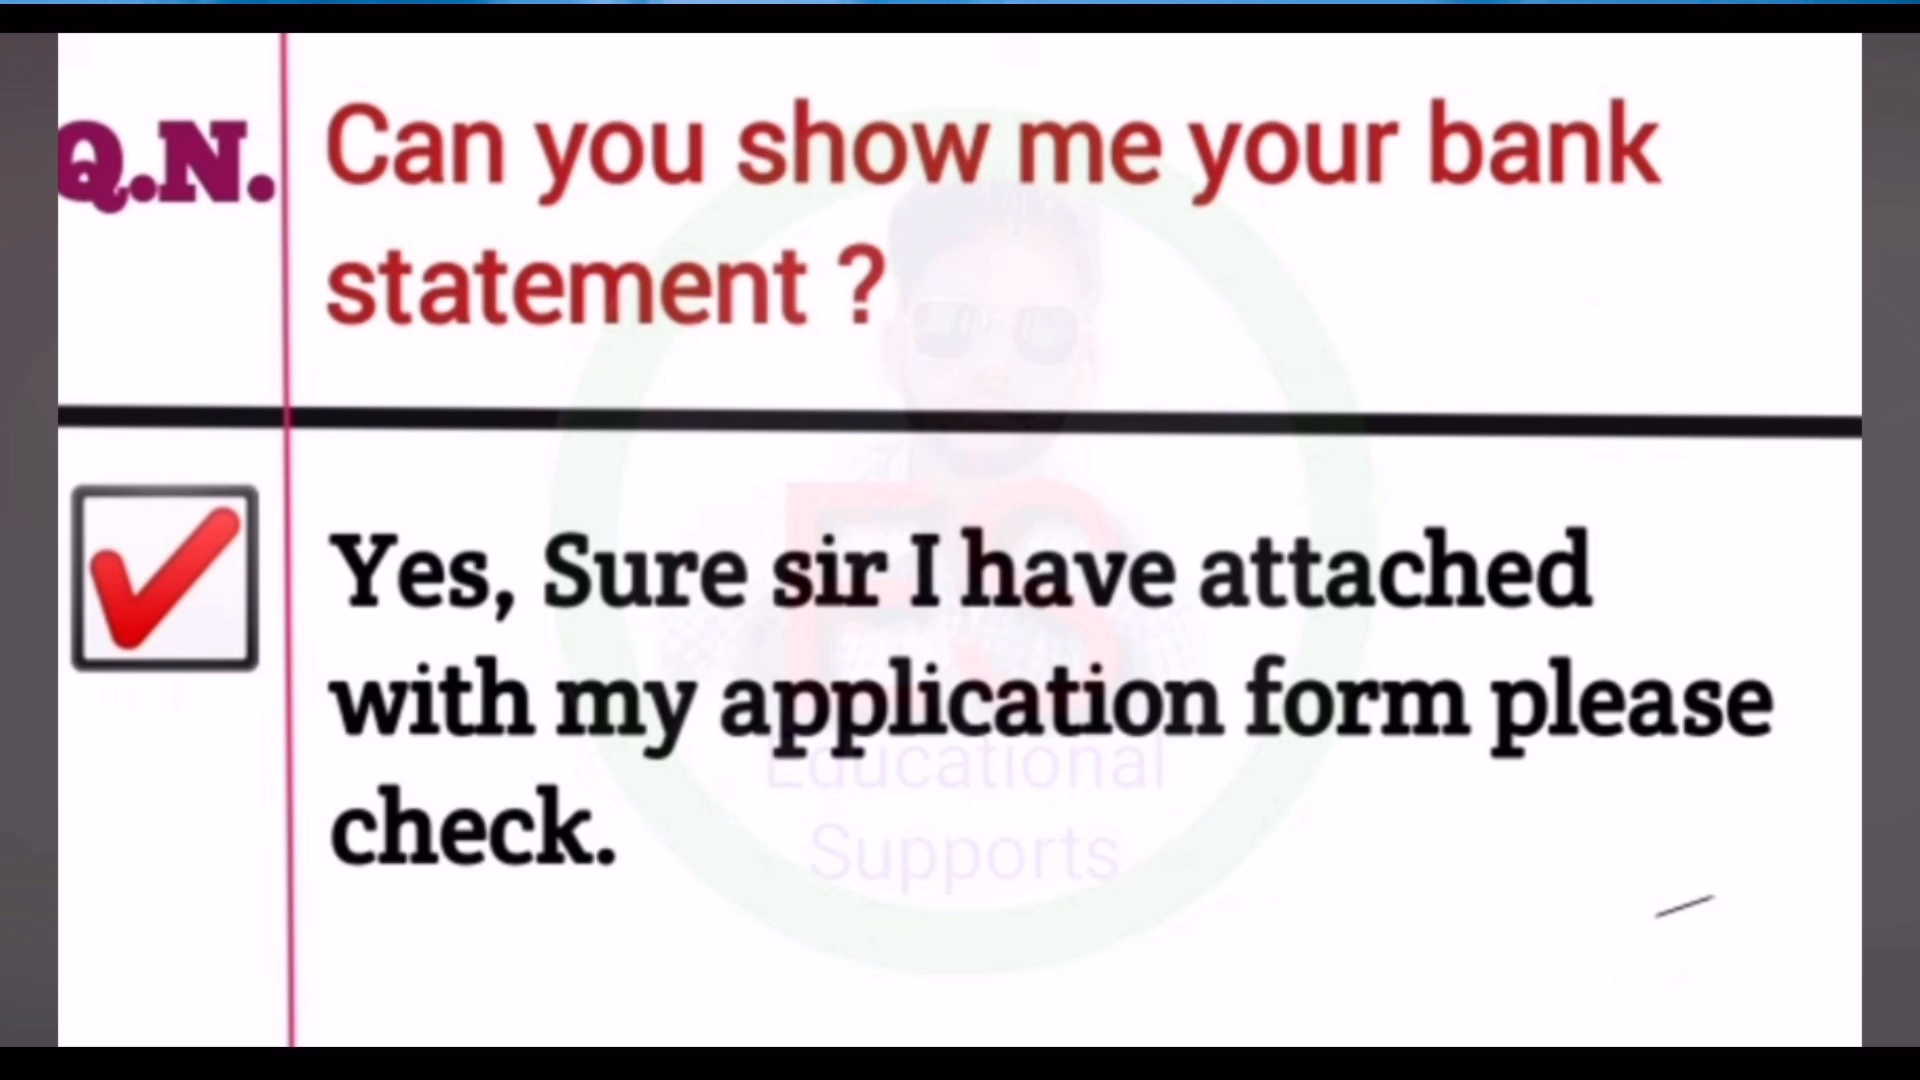 Q.N. Can you show me your bank
statement ?
Yes, Sure sir I have attached
with my application form please
check.
ES
Educational
Supports